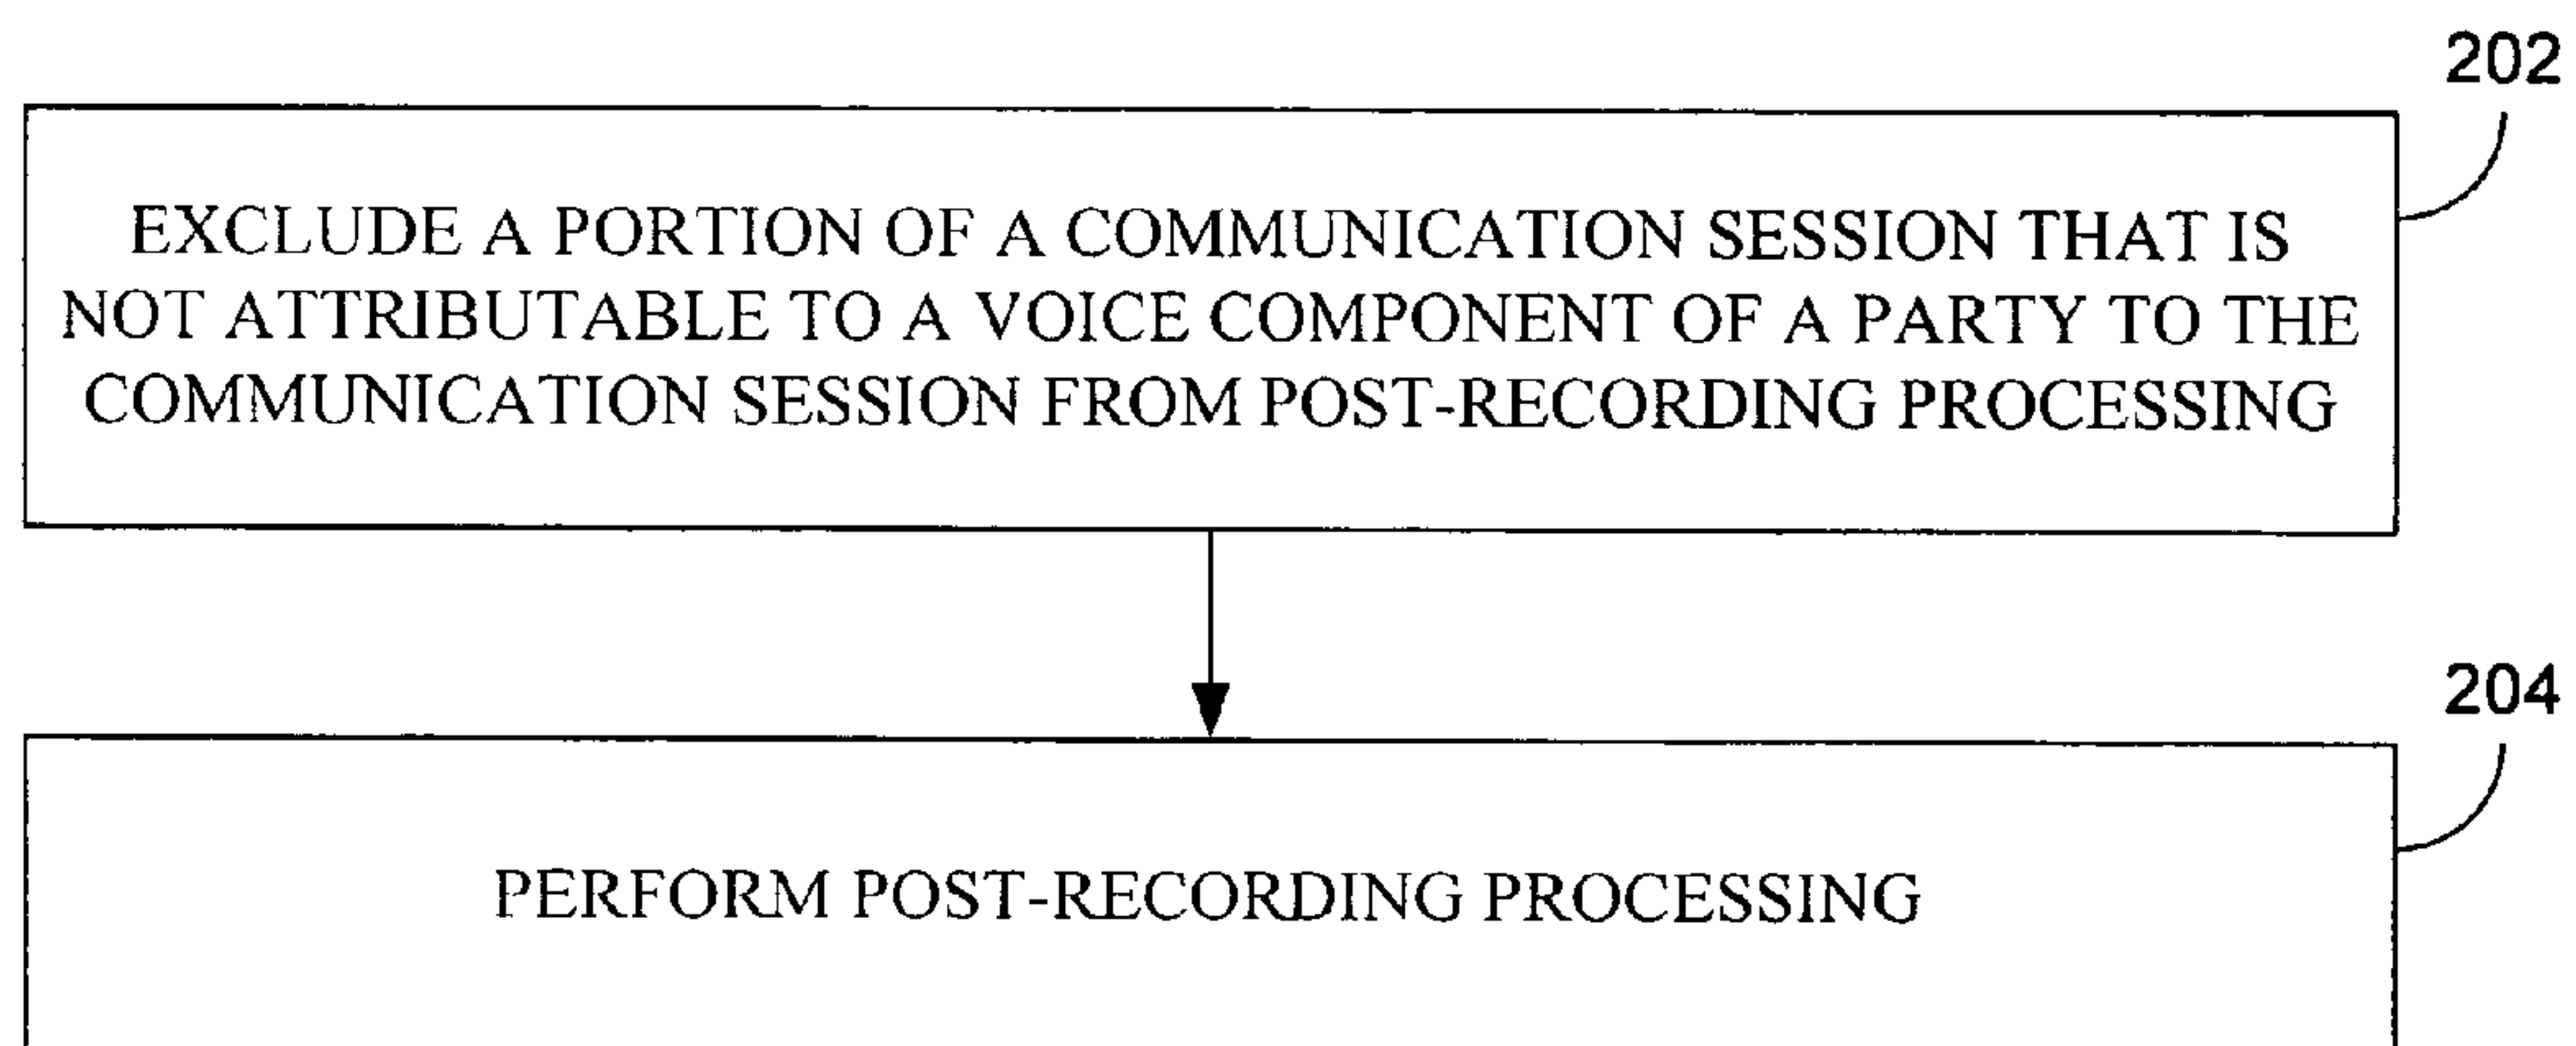 202
EXCLUDE A PORTION OF A COMMUNICATION SESSION THAT IS
NOT ATTRIBUTABLE TO A VOICE COMPONENT OF A PARTY TO THE
COMMUNICATION SESSION FROM POST-RECORDING PROCESSING
204
PERFORM POST-RECORDING PROCESSING